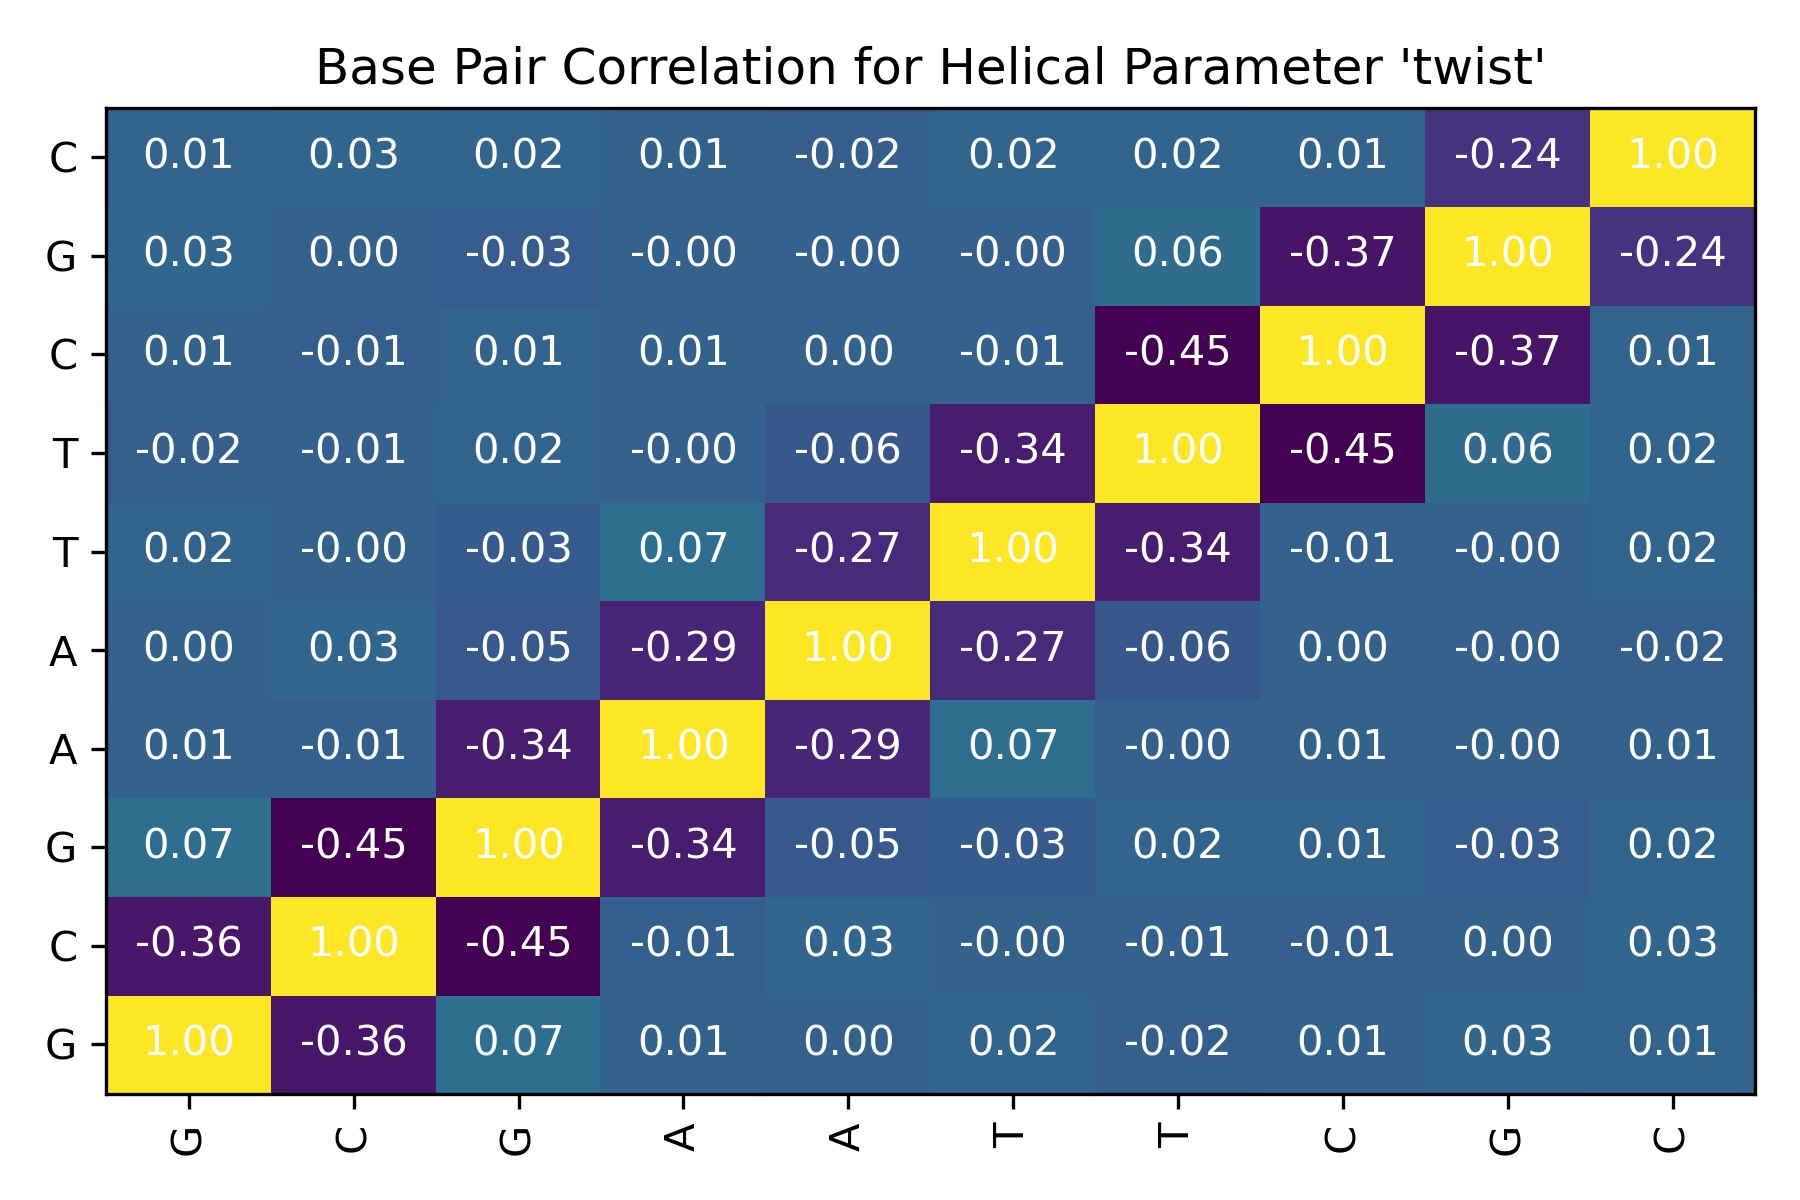 Base Pair Correlation for Helical Parameter 'twist'
C 0.01 0.03 0.02 0.01 -0.02 0.02 0.02 0.01 -0.24 1.00
G 0.03 0.00 -0.03 -0.00 -0.00 -0.00 0.06 -0.37 1.00 -0.24
C 0.01 -0.01 0.01 0.01 0.00 -0.01 -0.45 1.00 -0.37 0.01
T -0.02 -0.01 0.02 -0.00 -0.06 -0.34 1.00 -0.45 0.06 0.02
T 0.02 -0.00 -0.03 0.07 -0.27 1.00 -0.34 -0.01 -0.00 0.02
A 0.00 0.03 -0.05 -0.29 1.00 -0.27 -0.06 0.00 -0.00 -0.02
A 0.01 -0.01 -0.34 1.00 -0.29 0.07 -0.00 0.01 -0.00 0.01
G 0.07 -0.45 1.00 -0.34 -0.05 -0.03 0.02 0.01 -0.03 0.02
C -0.36 1.00 -0.45 -0.01 0.03 -0.00 -0.01 -0.01 0.00 0.03
G 1.00 -0.36 0.07 0.01 0.00 0.02 -0.02 0.01 0.03 0.01
G C G A A T T C G C